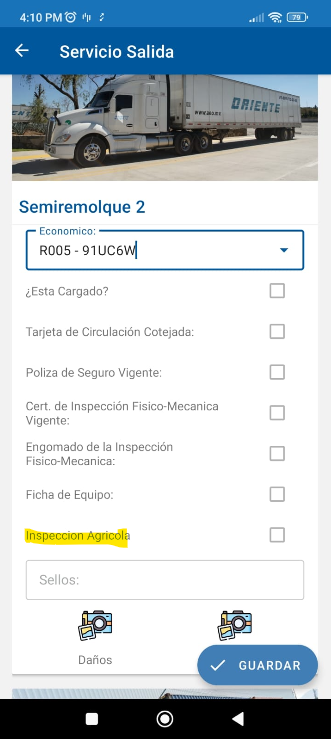 4:10 PM
79
Servicio Salida
ORIENTE
Semiremolque 2
Economico:
R005 - 91UC6W
¿Esta Cargado?
Tarjeta de Circulación Cotejada:
Poliza de Seguro Vigente:
Cert. de Inspección Fisico-Mecanica
Vigente:
Engomado de la Inspección
Fisico-Mecanica:
Ficha de Equipo:
Inspeccion Agricola
Sellos:
Daños
GUARDAR